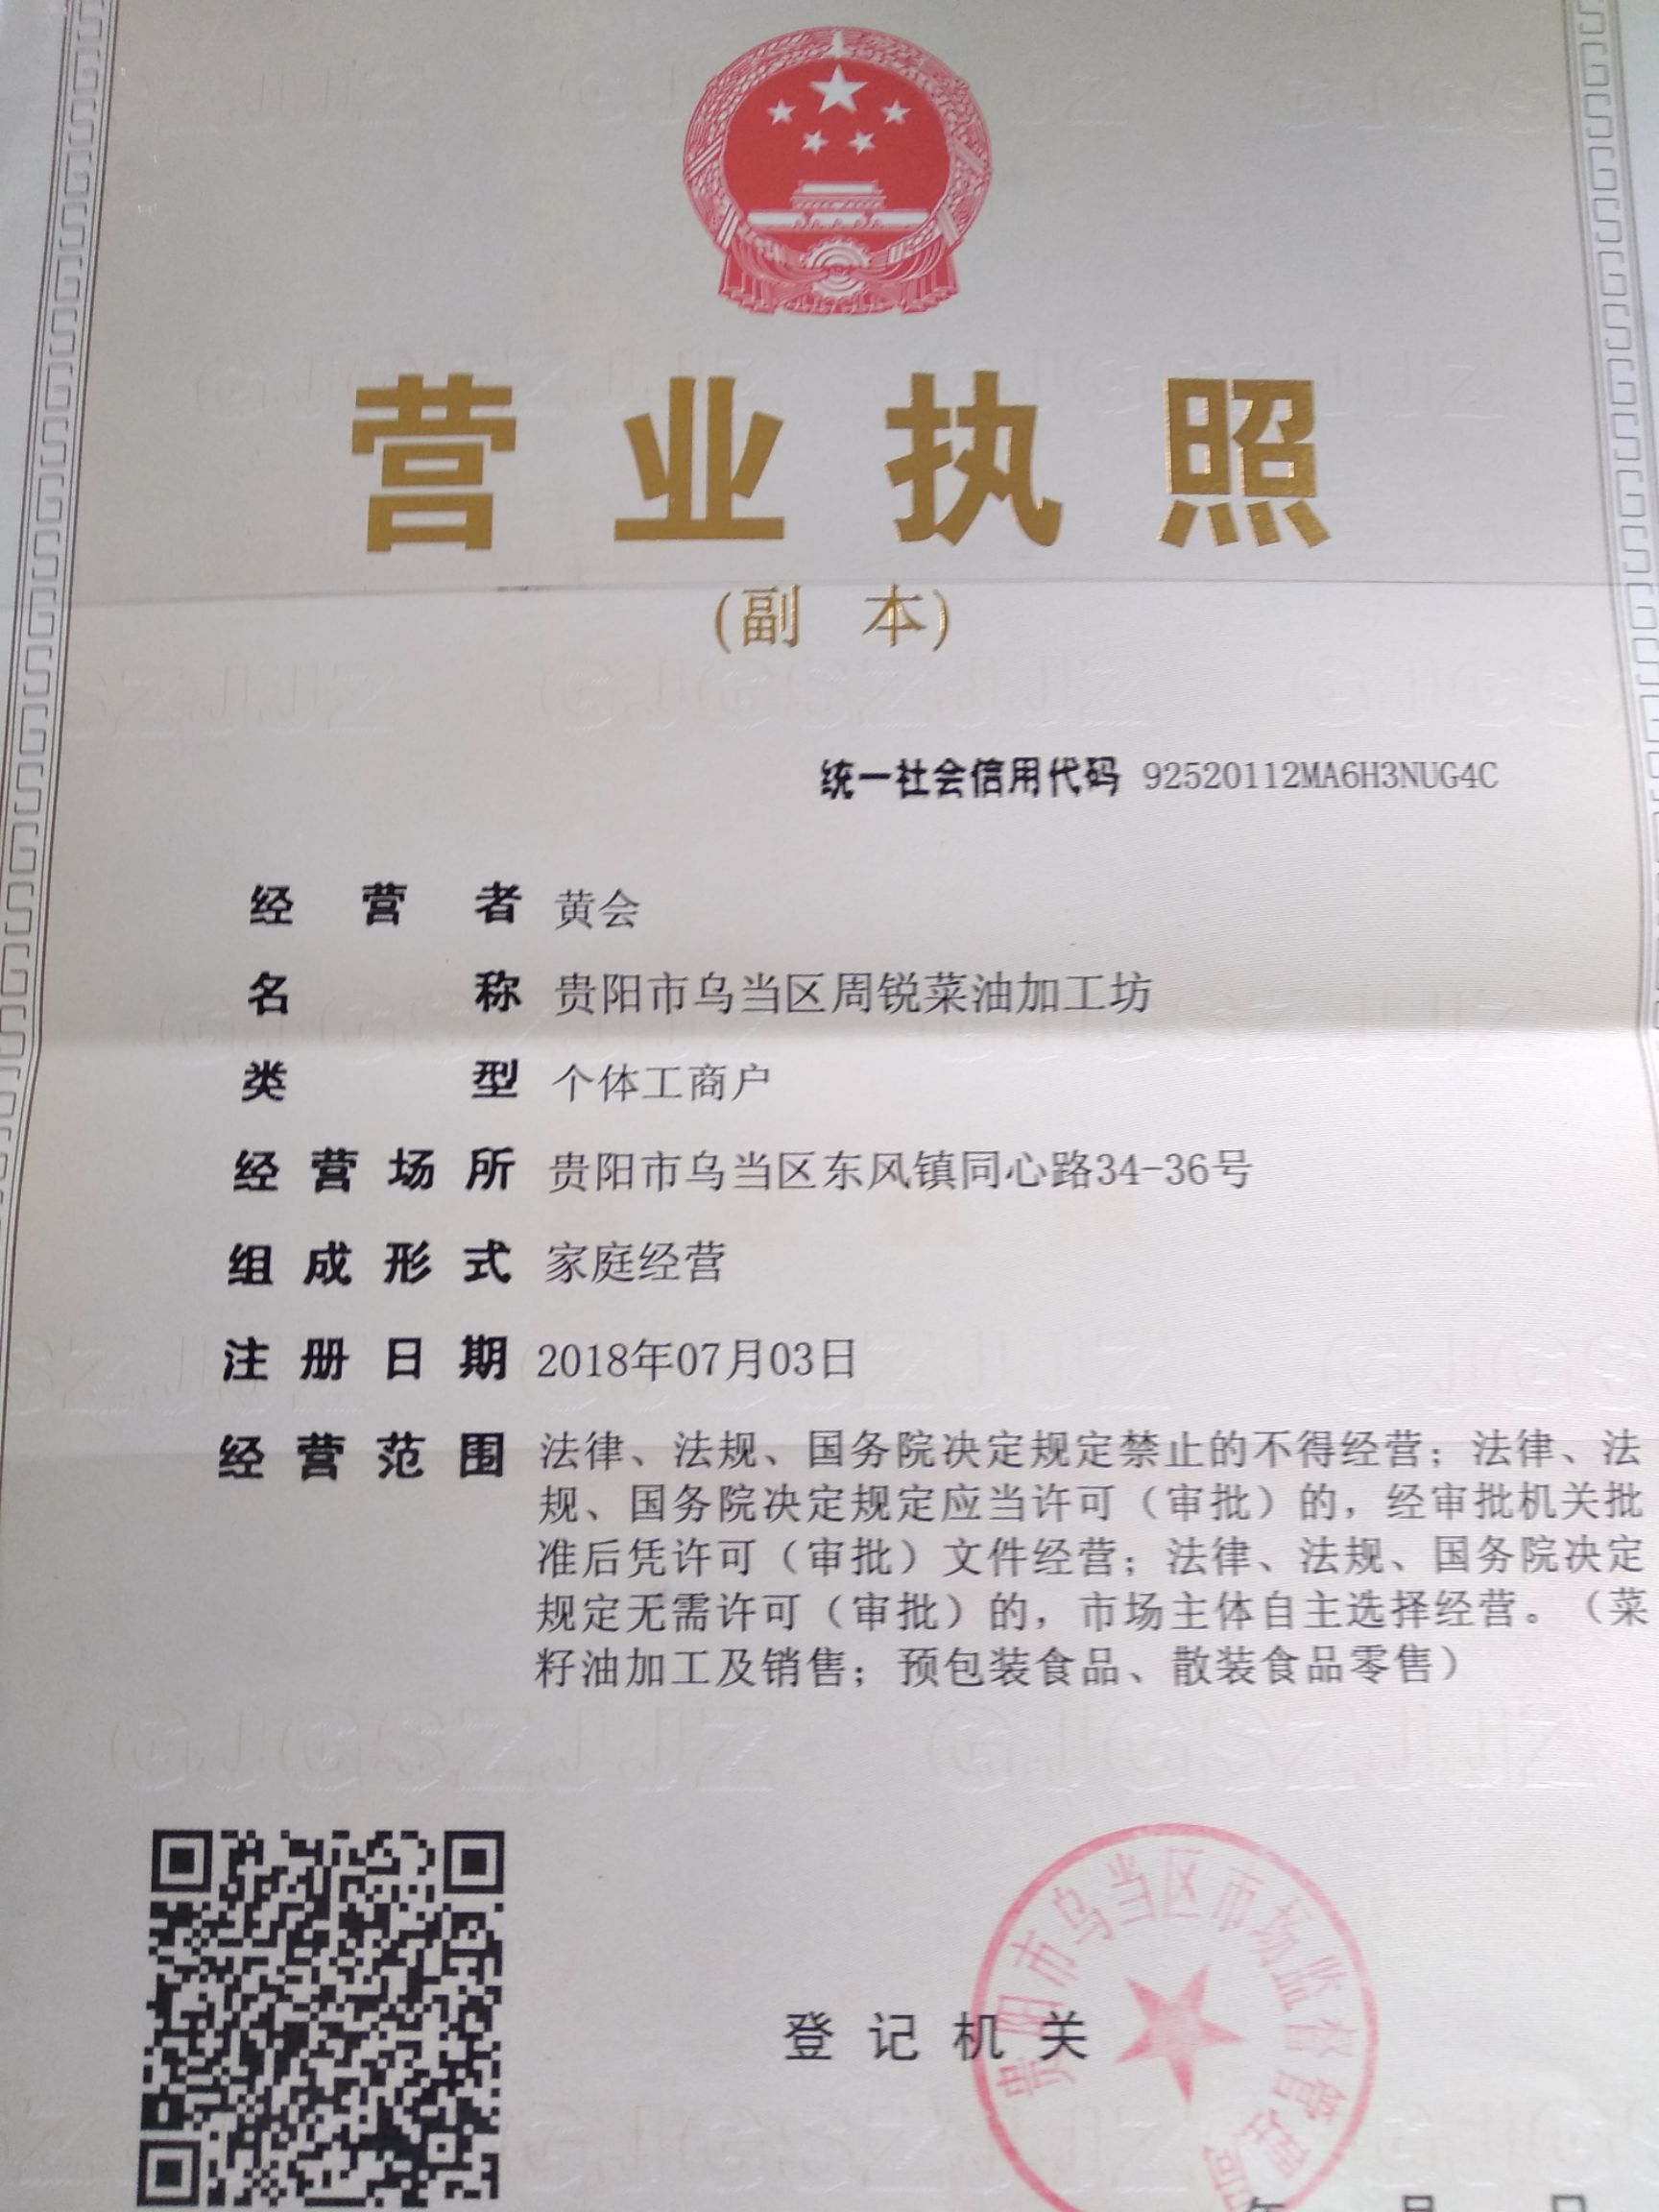 营业执照
(副 本)
统一社会信用代码 92520112MA6H3NUG4C
经营者 黄会
名称 贵阳市乌当区周锐菜油加工坊
类型 个体工商户
经营场所 贵阳市乌当区东风镇同心路34-36号
组成形式 家庭经营
注册日期 2018年07月03日
经营范围 法律、法规、国务院决定规定禁止的不得经营；法律、法
规、国务院决定规定应当许可（审批）的，经审批机关批
准后凭许可（审批）文件经营；法律、法规、国务院决定
规定无需许可（审批）的，市场主体自主选择经营。（菜
籽油加工及销售；预包装食品、散装食品零售）
贵阳市乌当区市场监督管理局
登记机关
年 月 日